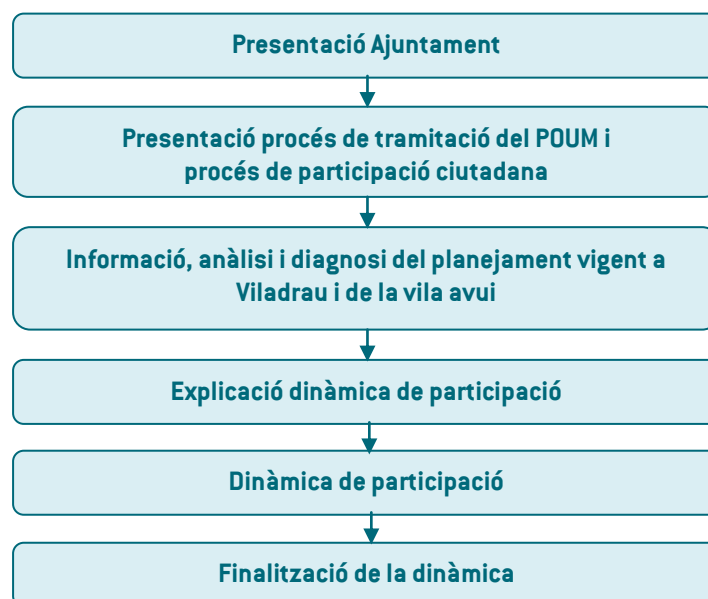 Presentació Ajuntament
Presentació procés de tramitació del POUM i
procés de participació ciutadana
Informació, anàlisi i diagnosi del planejament vigent a
Viladrau i de la vila avui
Explicació dinàmica de participació
Dinàmica de participació
Finalització de la dinàmica